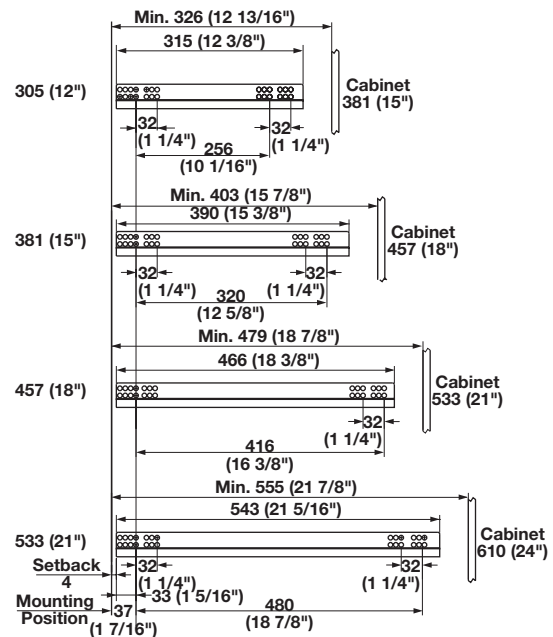 Min. 326 (12 13/16")
315 (12 3/8")
305 (12")
Cabinet
381 (15")
32
(1 1/4")
32
(1 1/4")
256
(10 1/16")
Min. 403 (15 7/8")
390 (15 3/8")
381 (15")
Cabinet
457 (18")
32
(1 1/4")
32
(1 1/4")
320
(12 5/8")
Min. 479 (18 7/8")
466 (18 3/8")
457 (18")
Cabinet
533 (21")
32
(1 1/4")
416
(16 3/8")
Min. 555 (21 7/8")
543 (21 5/16")
533 (21")
Cabinet
610 (24")
32
(1 1/4")
32
(1 1/4")
Setback
4
33 (1 5/16")
Mounting
Position
37
(1 7/16")
480
(18 7/8")